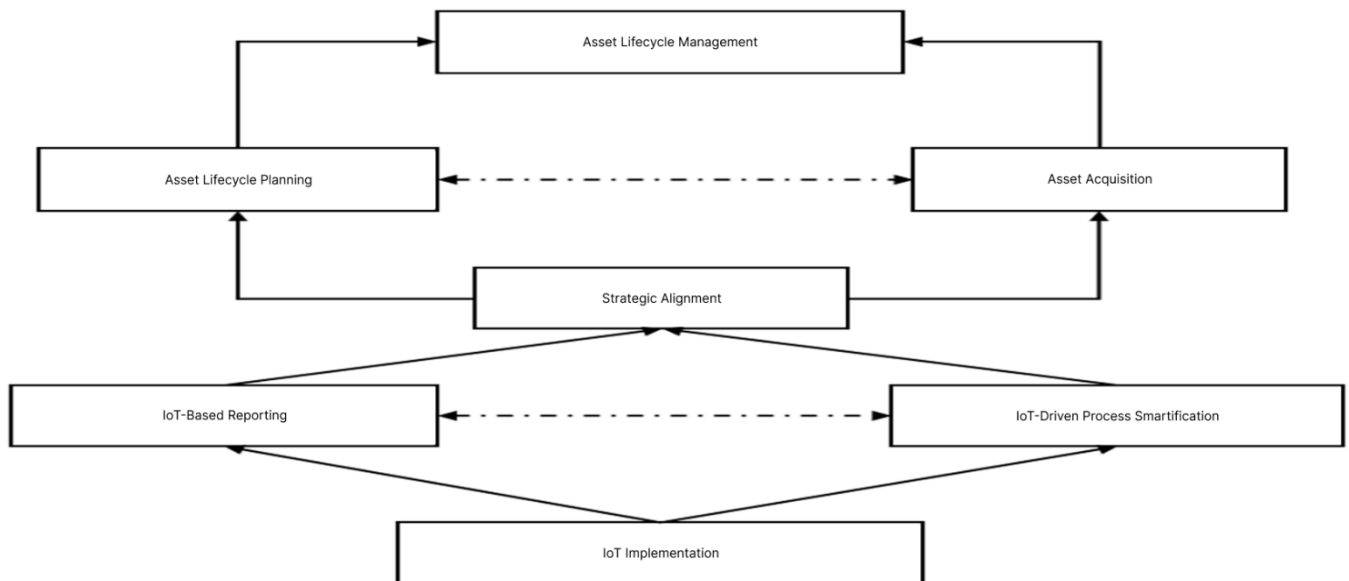 Asset Lifecycle Management
Asset Lifecycle Planning
Asset Acquisition
Strategic Alignment
IoT-Based Reporting
IoT-Driven Process Smartification
IoT Implementation